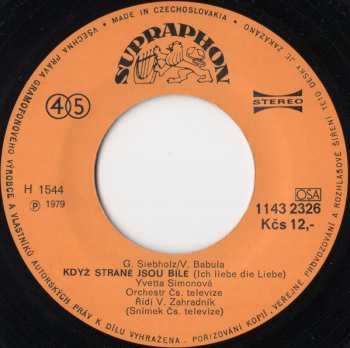 MADE IN CZECHOSLOVAKIA
VŠECHNA PRÁVA GRAMOFONOVÉHO VÝROBCE A VLASTNÍKŮ AUTORSKÝCH PRÁV K DÍLU VYHRAŽENA. POŘIZOVÁNÍ KOPIÍ, VEŘEJNÉ PROVOZOVÁNÍ A ROZHLASOVÉ ŠÍŘENÍ TÉTO DESKY JE ZAKÁZÁNO
SUPRAPHON
45
STEREO
H 1544
℗ 1979
OSA
1143 2326
Kčs 12,-
G. Siebholz/V. Babula
KDYŽ STRANĚ JSOU BÍLÉ (Ich liebe die Liebe)
Yvetta Simonová
Orchestr Čs. televize
Řídí V. Zahradník
(Snímek Čs. televize)